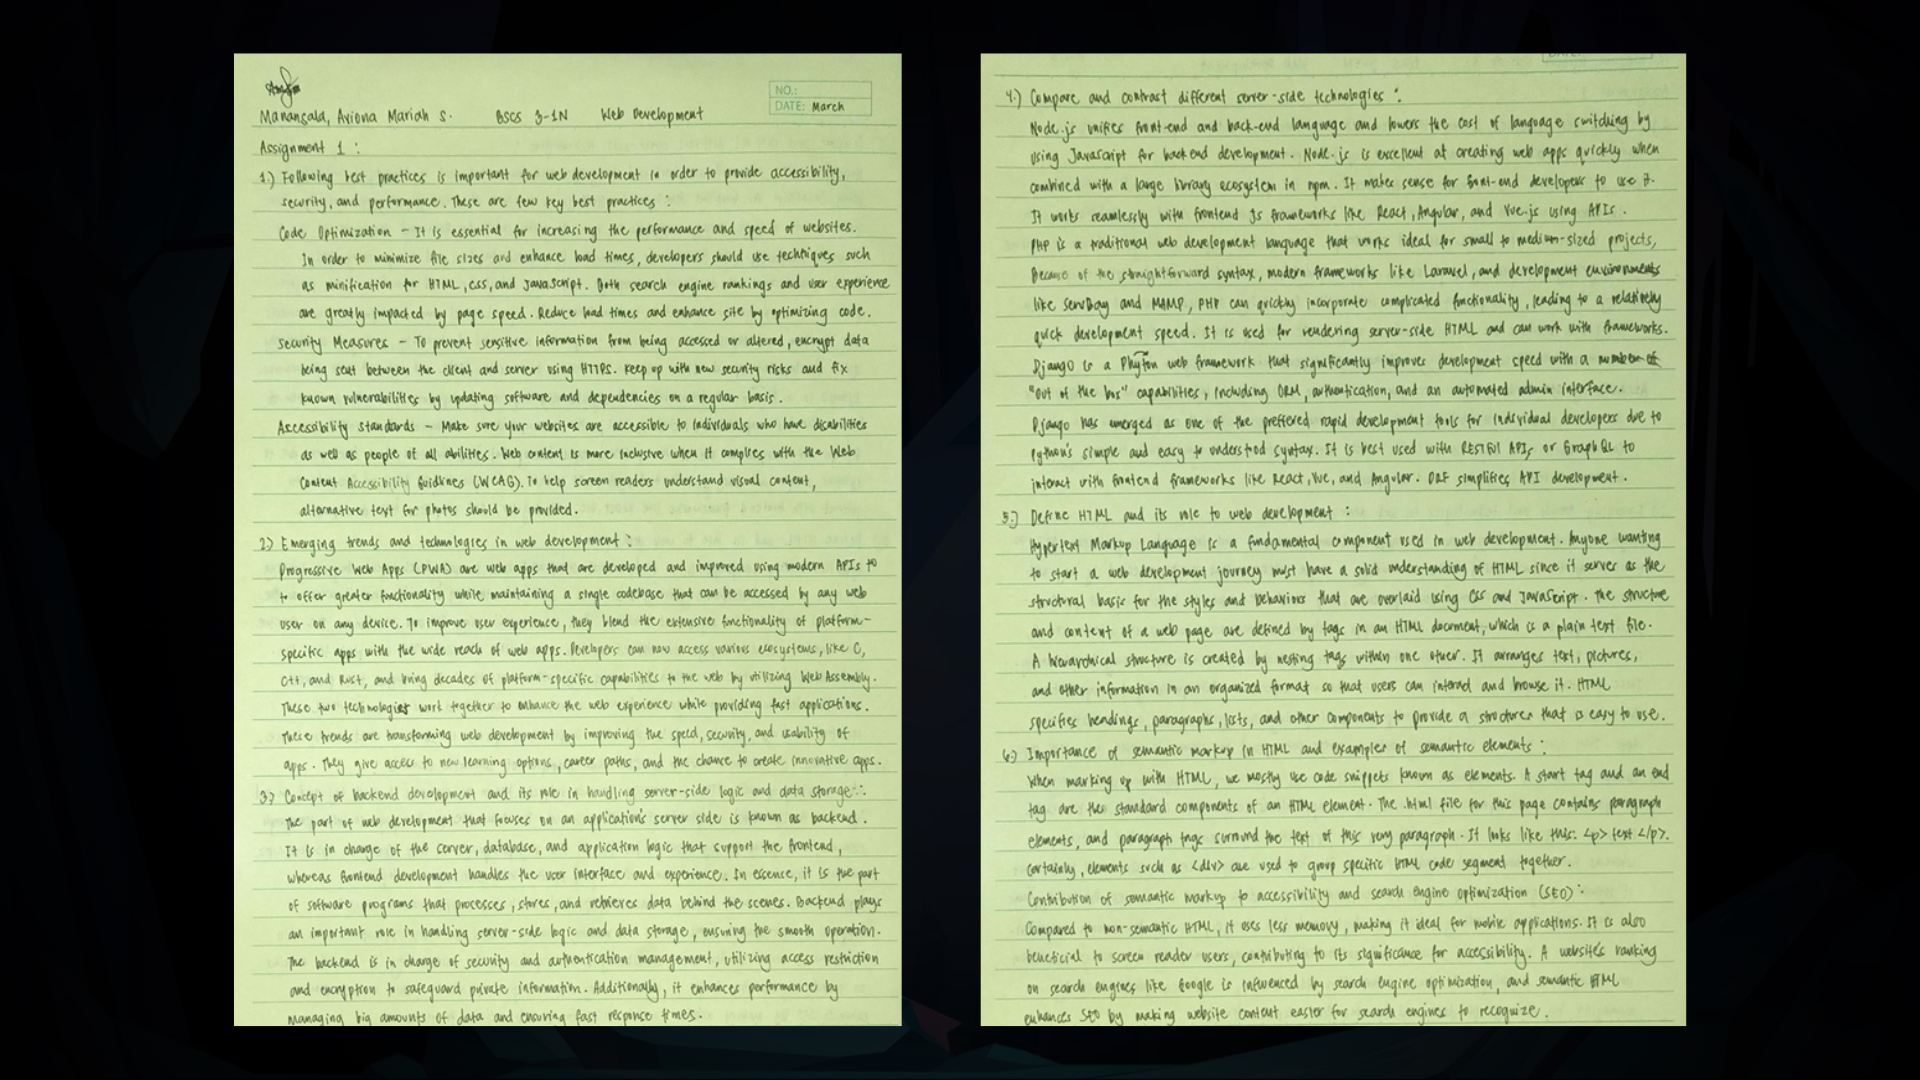 NO.:
Manansala, Aviona Mariah S. BSCS 3-1N Web Development DATE: March
Assignment 1 :
1.) Following best practices is important for web development in order to provide accessibility,
security, and performance. These are few key best practices :
Code Optimization - It is essential for increasing the performance and speed of websites.
In order to minimize file sizes and enhance load times, developers should use techniques such
as minification for HTML, CSS, and JavaScript. Both search engine rankings and user experience
are greatly impacted by page speed. Reduce load times and enhance site by optimizing code.
Security Measures - To prevent sensitive information from being accessed or altered, encrypt data
being sent between the client and server using HTTPS. Keep up with new security risks and fix
known vulnerabilities by updating software and dependencies on a regular basis.
Accessibility Standards - Make sure your websites are accessible to individuals who have disabilities
as well as people of all abilities. Web content is more inclusive when it complies with the Web
Content Accessibility Guidlines (WCAG). To help screen readers understand visual content,
alternative text for photos should be provided.
2.) Emerging trends and technologies in web development :
Progressive Web Apps (PWA) are web apps that are developed and improved using modern APIs to
to offer greater functionality while maintaining a single codebase that can be accessed by any web
user on any device. To improve user experience, they blend the extensive functionality of platform-
specific apps with the wide reach of web apps. Developers can now access various ecosystems, like C,
C++, and Rust, and bring decades of platform-specific capabilities to the web by utilizing WebAssembly.
These two technologies work together to enhance the web experience while providing fast applications.
These trends are transforming web development by improving the speed, security, and usability of
apps. They give access to new learning options, career paths, and the chance to create innovative apps.
3.) Concept of backend development and its role in handling server-side logic and data storage :
The part of web development that focuses on an application's server side is known as backend.
It is in charge of the server, database, and application logic that support the frontend,
whereas frontend development handles the user interface and experience. In essence, it is the part
of software programs that processes, stores, and retrieves data behind the scenes. Backend plays
an important role in handling server-side logic and data storage, ensuring the smooth operation.
The backend is in charge of security and authentication management, utilizing access restriction
and encryption to safeguard private information. Additionally, it enhances performance by
managing big amounts of data and ensuring fast response times.
4.) Compare and contrast different server-side technologies :
Node.js unifies front-end and back-end language and lowers the cost of language switching by
using JavaScript for backend development. Node.js is excellent at creating web apps quickly when
combined with a large library ecosystem in npm. It makes sense for front-end developers to use it.
It works seamlessly with frontend JS frameworks like React, Angular, and Vue.js using APIs.
PHP is a traditional web development language that works ideal for small to medium-sized projects,
Because of the straightforward syntax, modern frameworks like Laravel, and development environments
like ServBay and MAMP, PHP can quickly incorporate complicated functionality, leading to a relatively
quick development speed. It is used for rendering server-side HTML and can work with frameworks.
Django is a Phyton web framework that significantly improves development speed with a number of
"out of the box" capabilities, including ORM, authentication, and an automated admin interface.
Django has emerged as one of the preffered rapid development tools for individual developers due to
Python's simple and easy to understand syntax. It is best used with RESTful APIs or GraphQL to
interact with frontend frameworks like React, Vue, and Angular. DRF simplifies API development.
5.) Define HTML and its role to web development :
Hypertext Markup Language is a fundamental component used in web development. Anyone wanting
to start a web development journey must have a solid understanding of HTML since it serves as the
structural basis for the styles and behaviors that are overlaid using CSS and JavaScript. The structure
and content of a web page are defined by tags in an HTML document, which is a plain text file.
A hierarchical structure is created by nesting tags within one other. It arranges text, pictures,
and other information in an organized format so that users can interact and browse it. HTML
specifies headings, paragraphs, lists, and other components to provide a structure that is easy to use.
6.) Importance of semantic markup in HTML and examples of semantic elements :
When marking up with HTML, we mostly use code snippets known as elements. A start tag and an end
tag are the standard components of an HTML element. The .html file for this page contains paragraph
elements, and paragraph tags surround the text of this very paragraph. It looks like this: <p> text </p>.
Certainly, elements such as <div> are used to group specific HTML code segment together.
Contribution of semantic markup to accessibility and search engine optimization (SEO) :
Compared to non-semantic HTML, it uses less memory, making it ideal for mobile applications. It is also
beneficial to screen reader users, contributing to its significance for accessibility. A website's ranking
on search engines like Google is influenced by search engine optimization, and semantic HTML
enhances SEO by making website content easier for search engines to recognize.